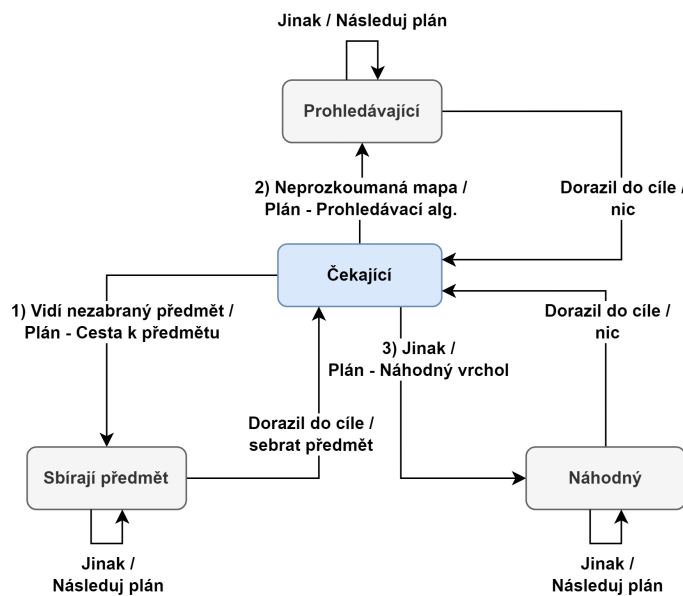 Jinak / Následuj plán
Prohledávající
2) Neprozkoumaná mapa /
Plán - Prohledávací alg.
Dorazil do cíle /
nic
Čekající
1) Vidí nezabraný předmět /
Plán - Cesta k předmětu
Dorazil do cíle /
nic
3) Jinak /
Plán - Náhodný vrchol
Dorazil do cíle /
sebrat předmět
Sbírají předmět
Náhodný
Jinak /
Následuj plán
Jinak /
Následuj plán